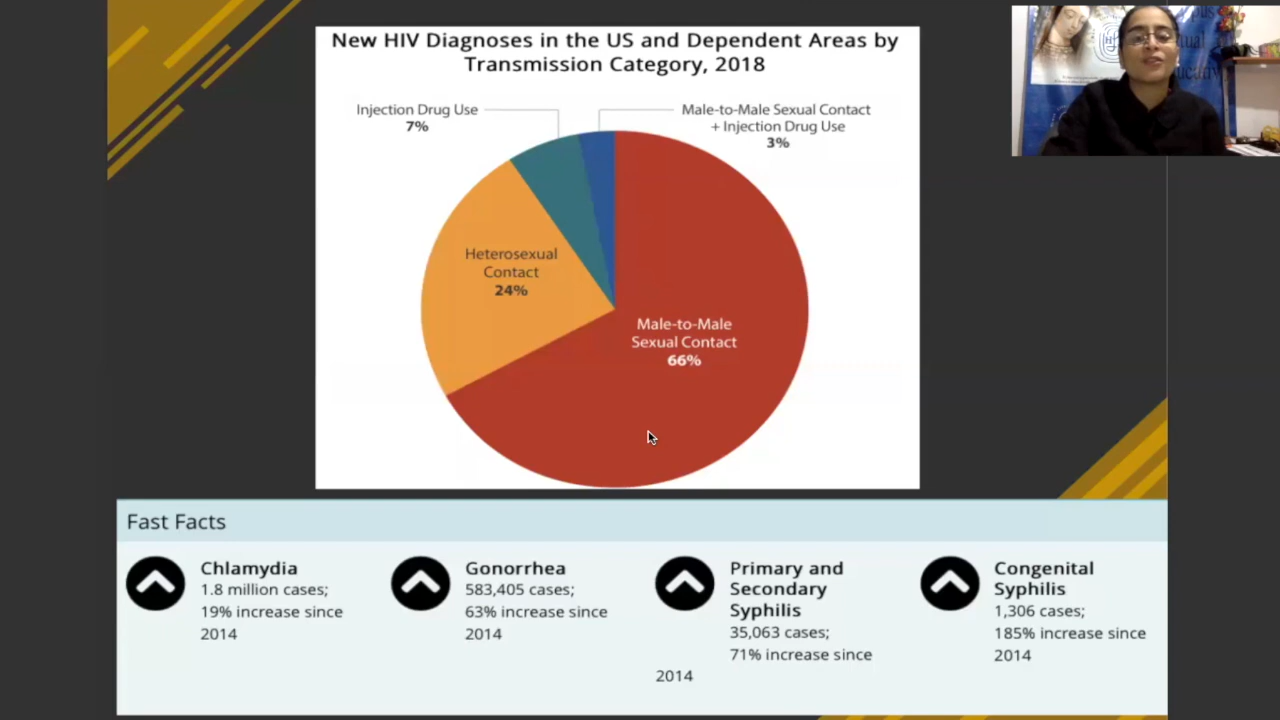 New HIV Diagnoses in the US and Dependent Areas by
Transmission Category, 2018
Injection Drug Use
7%
Male-to-Male Sexual Contact
+ Injection Drug Use
3%
Heterosexual
Contact
24%
Male-to-Male
Sexual Contact
66%
Fast Facts
Chlamydia
1.8 million cases;
19% increase since
2014
Gonorrhea
583,405 cases;
63% increase since
2014
Primary and
Secondary
Syphilis
35,063 cases;
71% increase since
2014
Congenital
Syphilis
1,306 cases;
185% increase since
2014